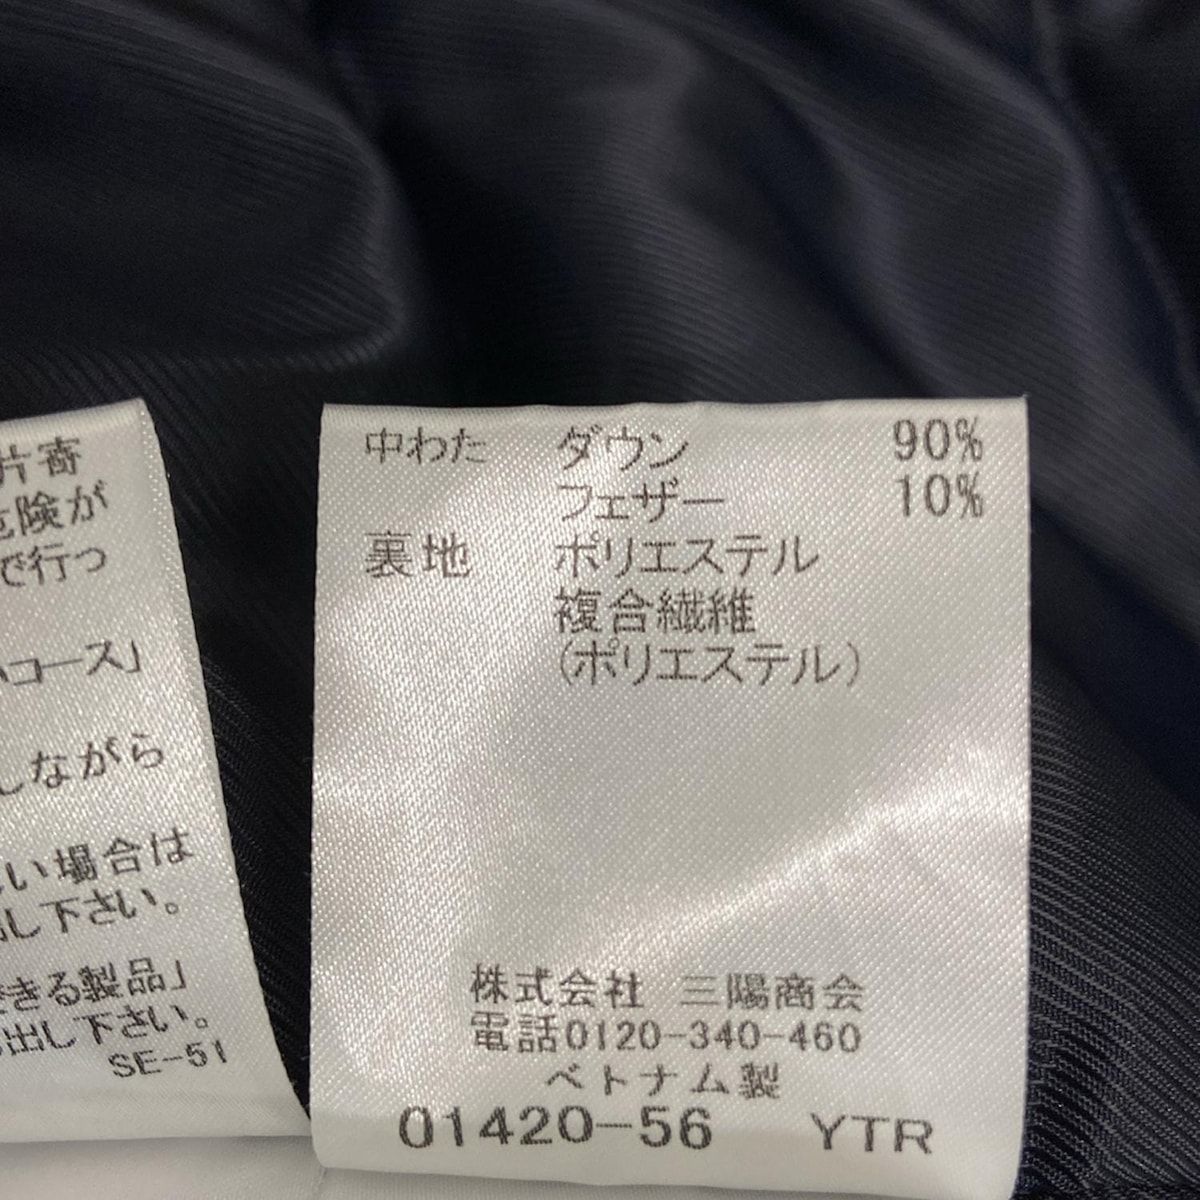 片寄
危険が
で行っ
いコース」
しながら
い場合は
出し下さい。
できる製品」
出し下さい。
SE-51
中わた ダウン 90%
フェザー 10%
裏地 ポリエステル
複合繊維
(ポリエステル)
株式会社 三陽商会
電話0120-340-460
ベトナム製
01420-56 YTR